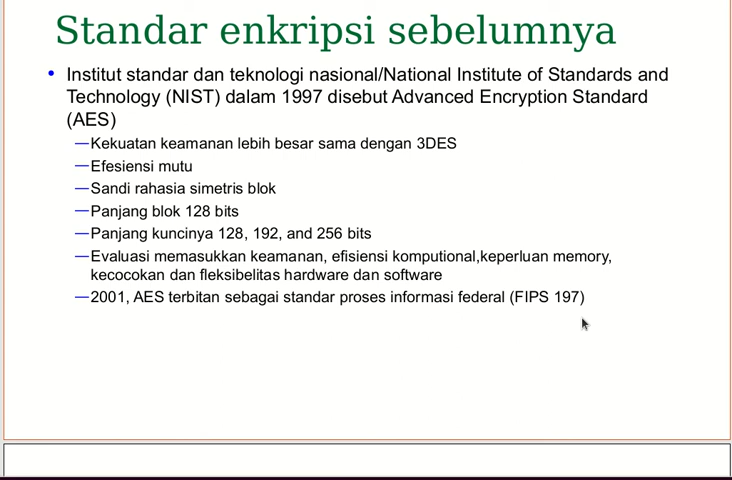 Standar enkripsi sebelumnya
• Institut standar dan teknologi nasional/National Institute of Standards and
Technology (NIST) dalam 1997 disebut Advanced Encryption Standard
(AES)
—Kekuatan keamanan lebih besar sama dengan 3DES
—Efesiensi mutu
—Sandi rahasia simetris blok
—Panjang blok 128 bits
—Panjang kuncinya 128, 192, and 256 bits
—Evaluasi memasukkan keamanan, efisiensi komputional,keperluan memory,
kecocokan dan fleksibelitas hardware dan software
—2001, AES terbitan sebagai standar proses informasi federal (FIPS 197)